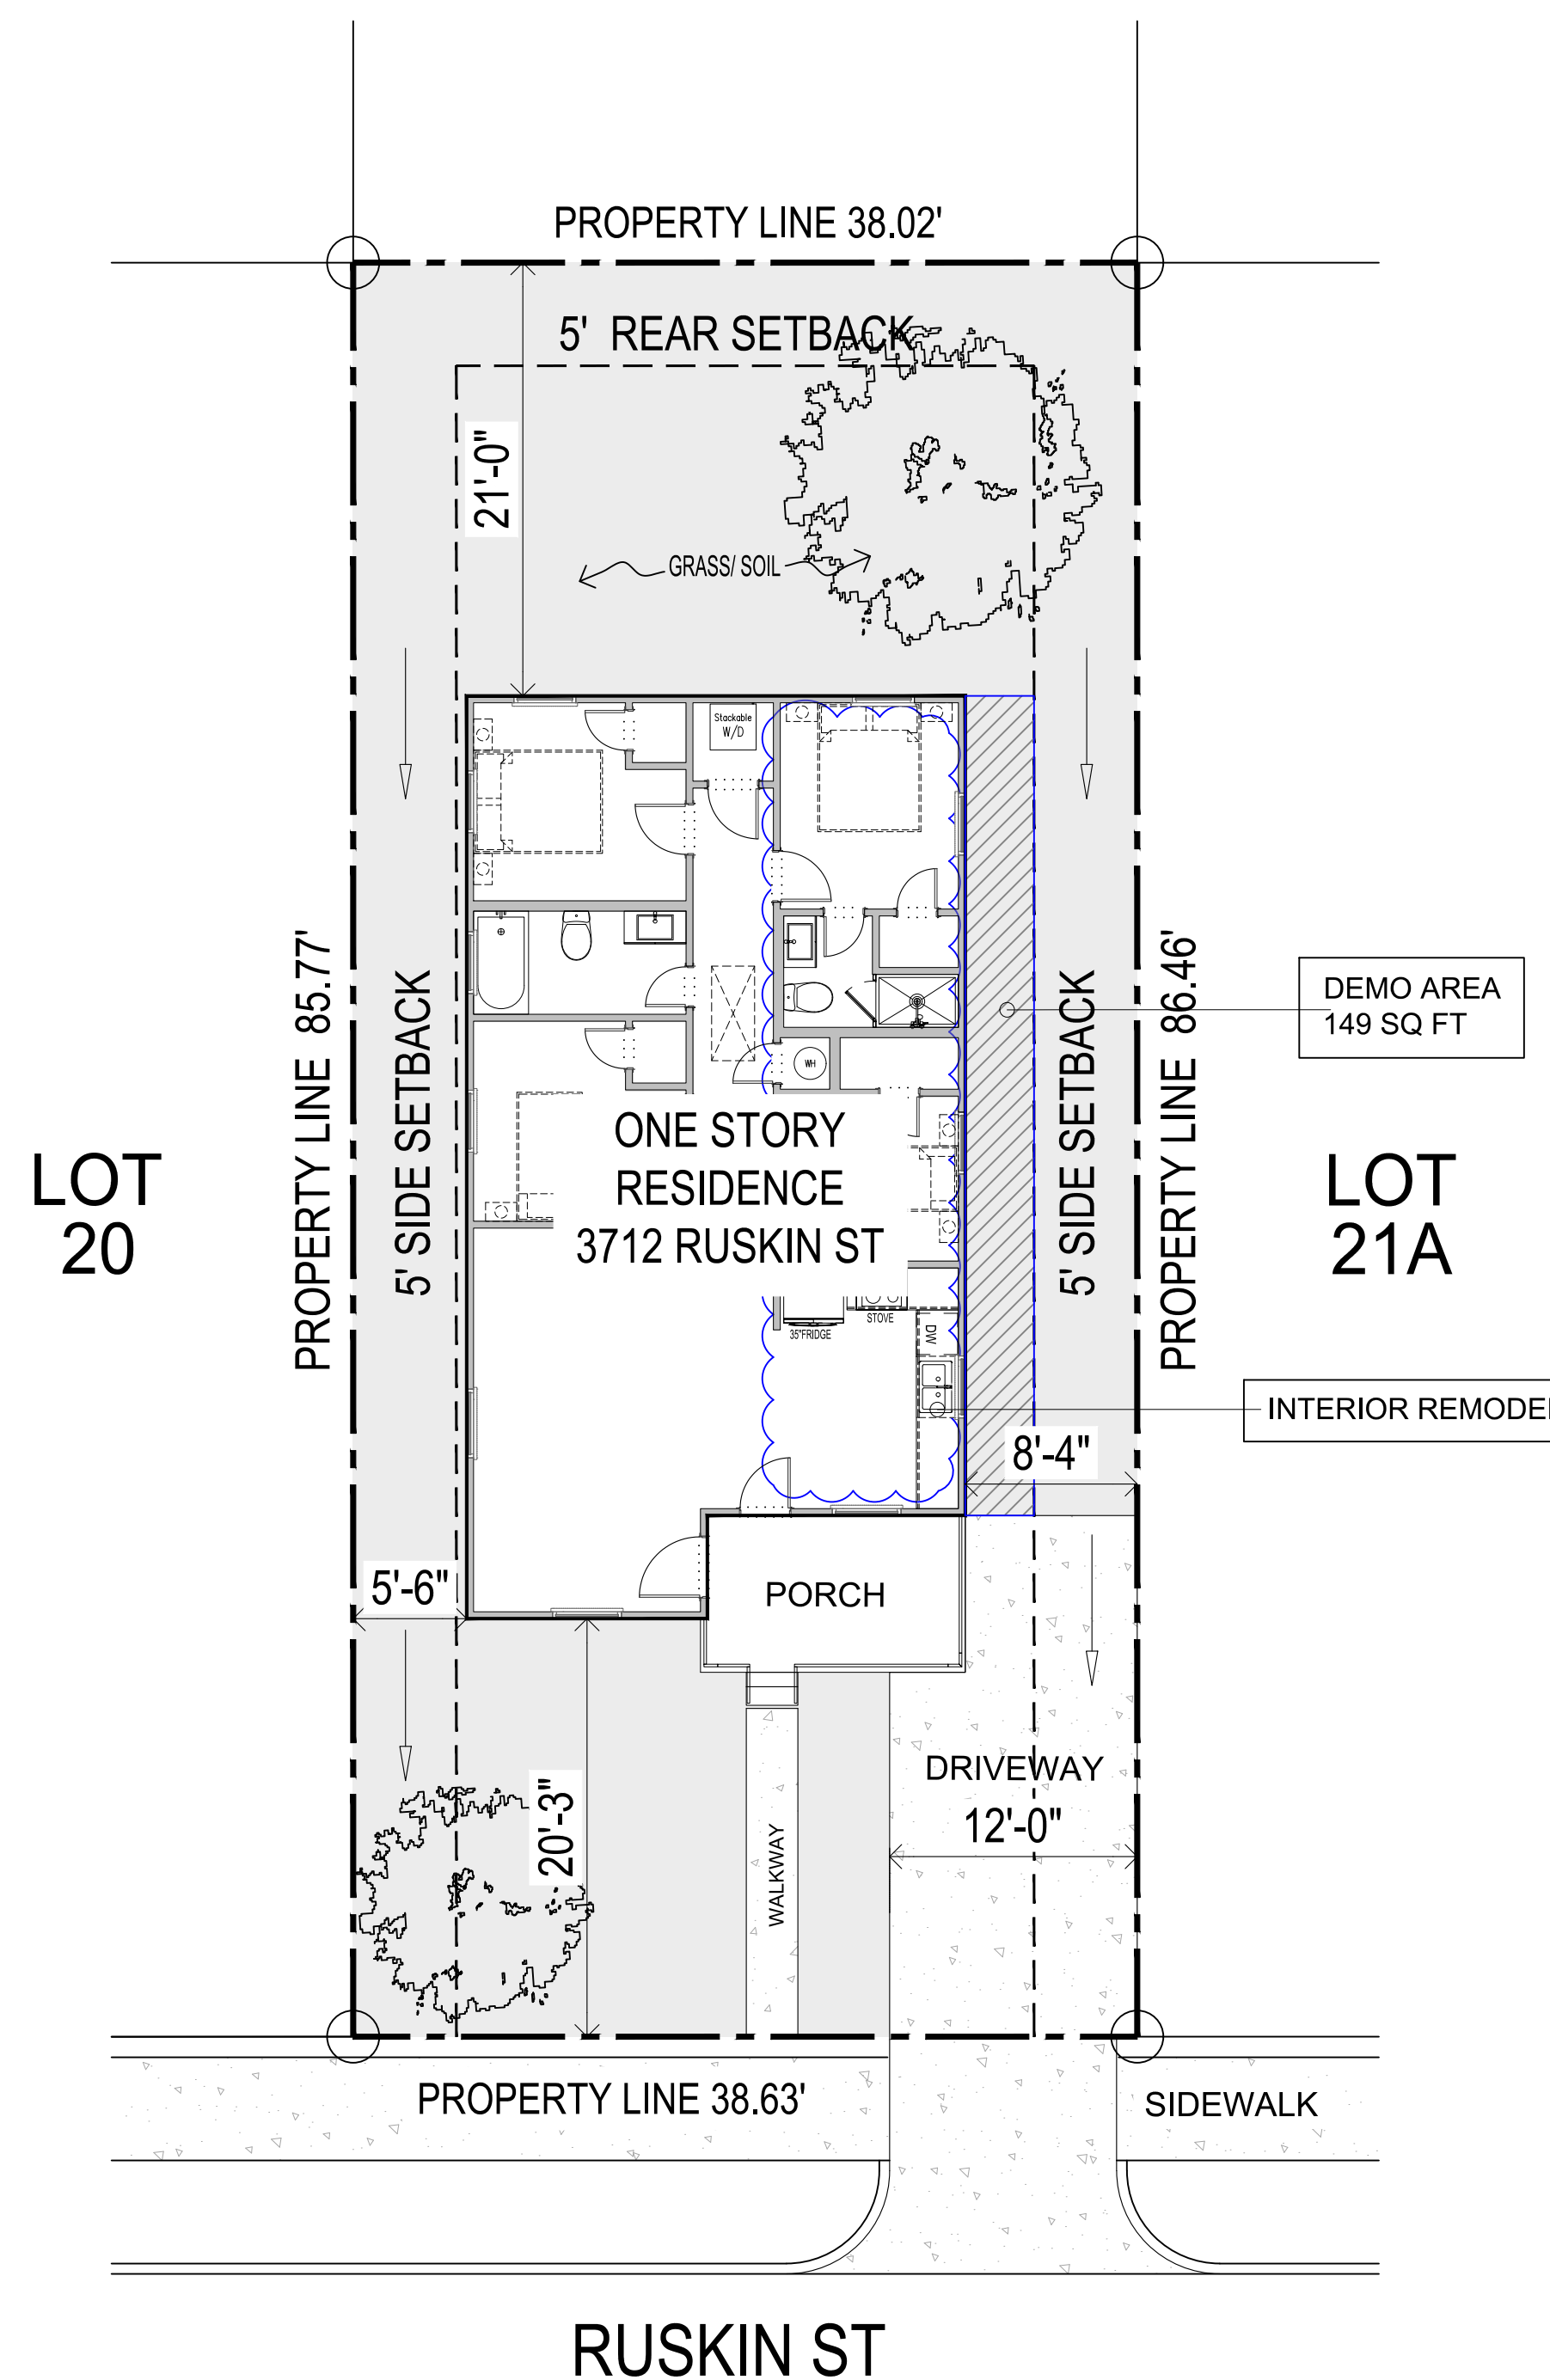 PROPERTY LINE 38.02'
5' REAR SETBACK
21'-0"
GRASS/ SOIL
Stackable
W/D
PROPERTY LINE 85.77'
5' SIDE SETBACK
5' SIDE SETBACK
PROPERTY LINE 86.46'
DEMO AREA
149 SQ FT
WH
LOT
20
ONE STORY
RESIDENCE
3712 RUSKIN ST
LOT
21A
35"FRIDGE
STOVE
DW
INTERIOR REMODE
8'-4"
5'-6"
PORCH
20'-3"
WALKWAY
DRIVEWAY
12'-0"
PROPERTY LINE 38.63'
SIDEWALK
RUSKIN ST